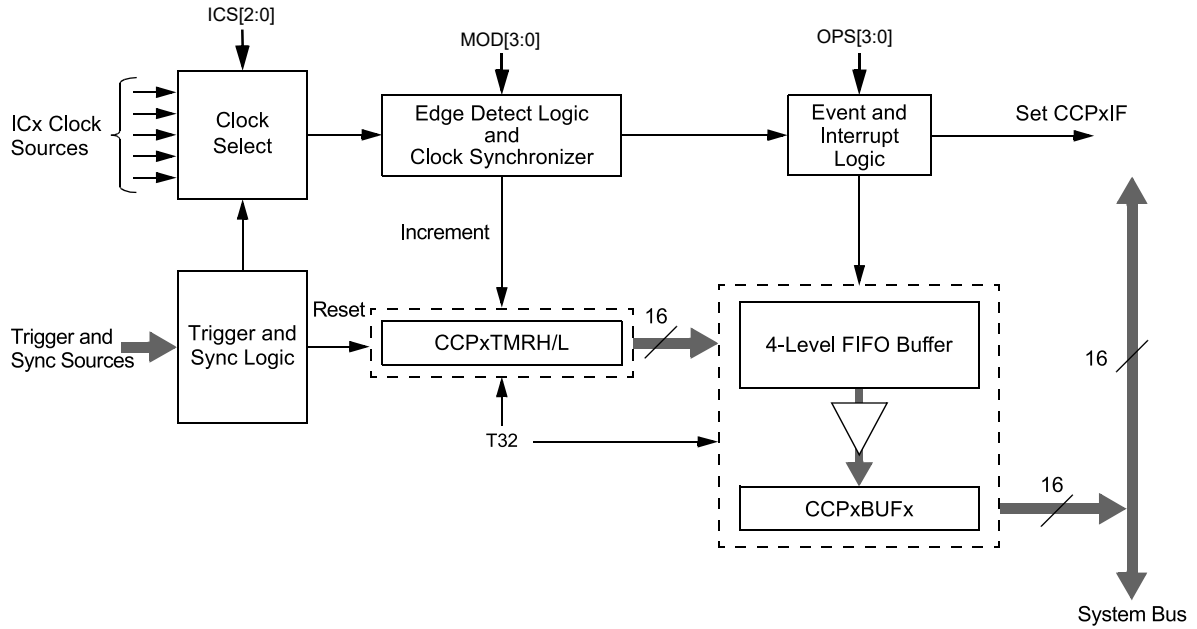 ICS[2:0]
MOD[3:0]
OPS[3:0]
ICx Clock
Sources
Clock
Select
Edge Detect Logic
and
Clock Synchronizer
Event and
Interrupt
Logic
Set CCPxIF
Increment
Reset
Trigger and
Sync Sources
Trigger and
Sync Logic
CCPxTMRH/L
16
4-Level FIFO Buffer
16
T32
CCPxBUFx
16
System Bus